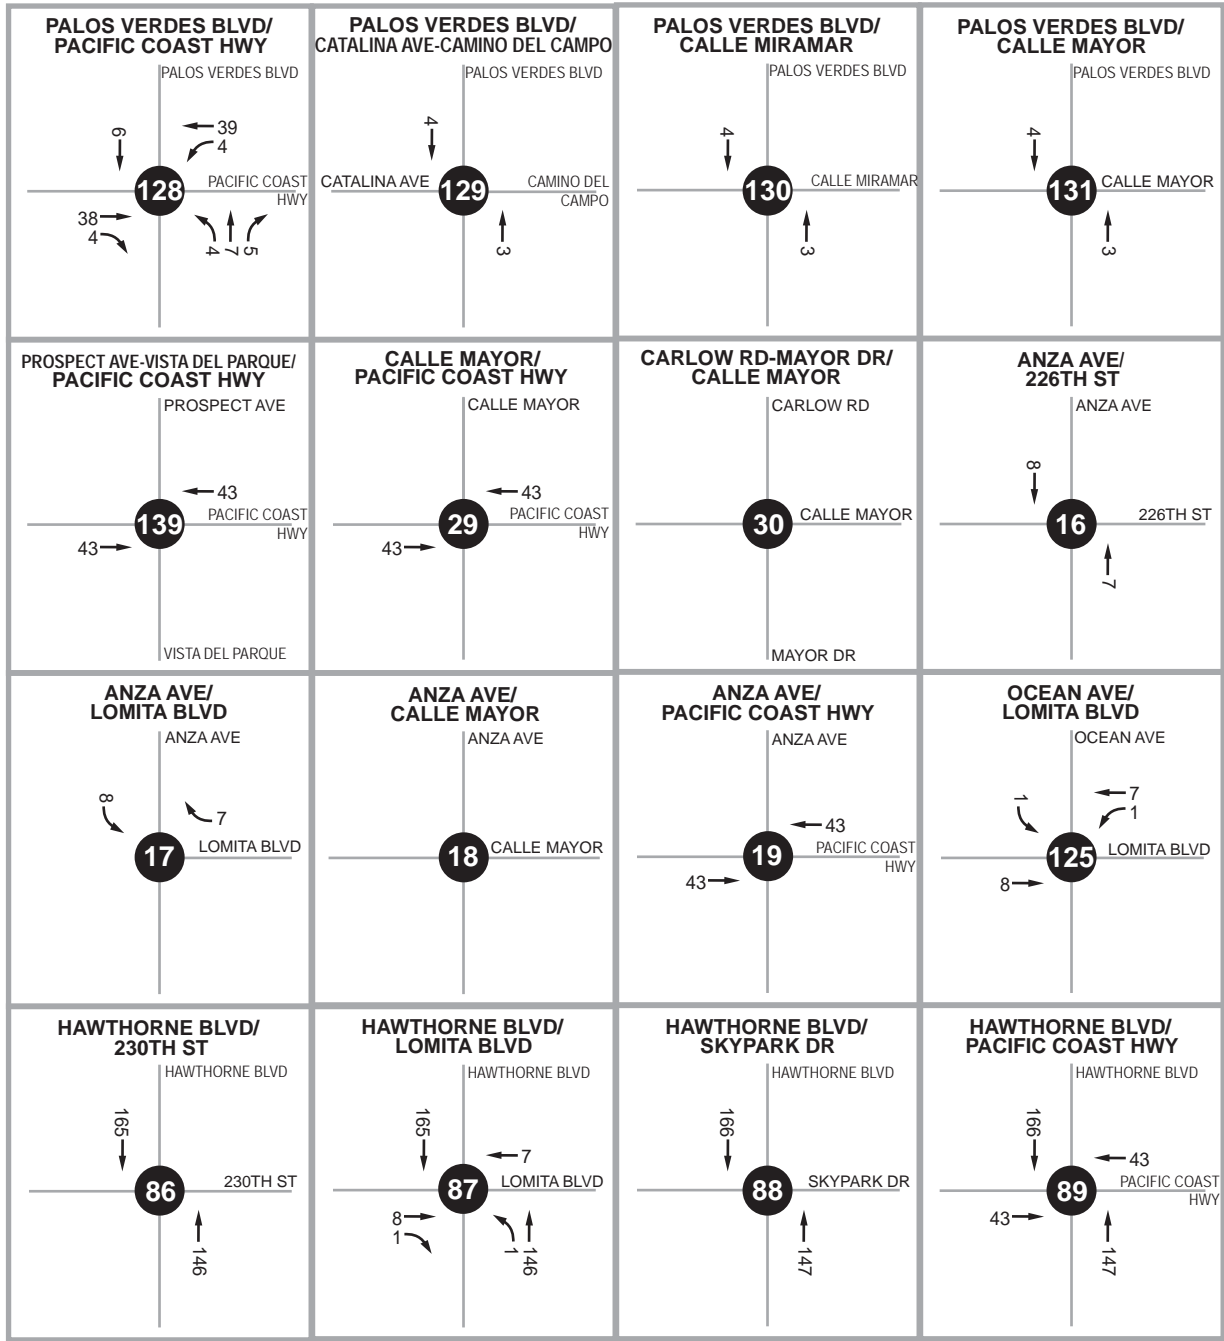 PALOS VERDES BLVD/
PACIFIC COAST HWY
PALOS VERDES BLVD
6
39
4
128
PACIFIC COAST
HWY
38
4
4
7
5
PALOS VERDES BLVD/
CATALINA AVE-CAMINO DEL CAMPO
PALOS VERDES BLVD
4
CATALINA AVE
129
CAMINO DEL
CAMPO
3
PALOS VERDES BLVD/
CALLE MIRAMAR
PALOS VERDES BLVD
4
130
CALLE MIRAMAR
3
PALOS VERDES BLVD/
CALLE MAYOR
PALOS VERDES BLVD
4
131
CALLE MAYOR
3
PROSPECT AVE-VISTA DEL PARQUE/
PACIFIC COAST HWY
PROSPECT AVE
43
139
PACIFIC COAST
HWY
43
VISTA DEL PARQUE
CALLE MAYOR/
PACIFIC COAST HWY
CALLE MAYOR
43
29
PACIFIC COAST
HWY
43
CARLOW RD-MAYOR DR/
CALLE MAYOR
CARLOW RD
30
CALLE MAYOR
MAYOR DR
ANZA AVE/
226TH ST
ANZA AVE
8
16
226TH ST
7
ANZA AVE/
LOMITA BLVD
ANZA AVE
8
7
17
LOMITA BLVD
ANZA AVE/
CALLE MAYOR
ANZA AVE
18
CALLE MAYOR
ANZA AVE/
PACIFIC COAST HWY
ANZA AVE
43
19
PACIFIC COAST
HWY
43
OCEAN AVE/
LOMITA BLVD
OCEAN AVE
1
7
1
125
LOMITA BLVD
8
HAWTHORNE BLVD/
230TH ST
HAWTHORNE BLVD
165
86
230TH ST
146
HAWTHORNE BLVD/
LOMITA BLVD
HAWTHORNE BLVD
165
7
87
LOMITA BLVD
8
1
1
146
HAWTHORNE BLVD/
SKYPARK DR
HAWTHORNE BLVD
166
88
SKYPARK DR
147
HAWTHORNE BLVD/
PACIFIC COAST HWY
HAWTHORNE BLVD
166
43
89
PACIFIC COAST
HWY
43
147